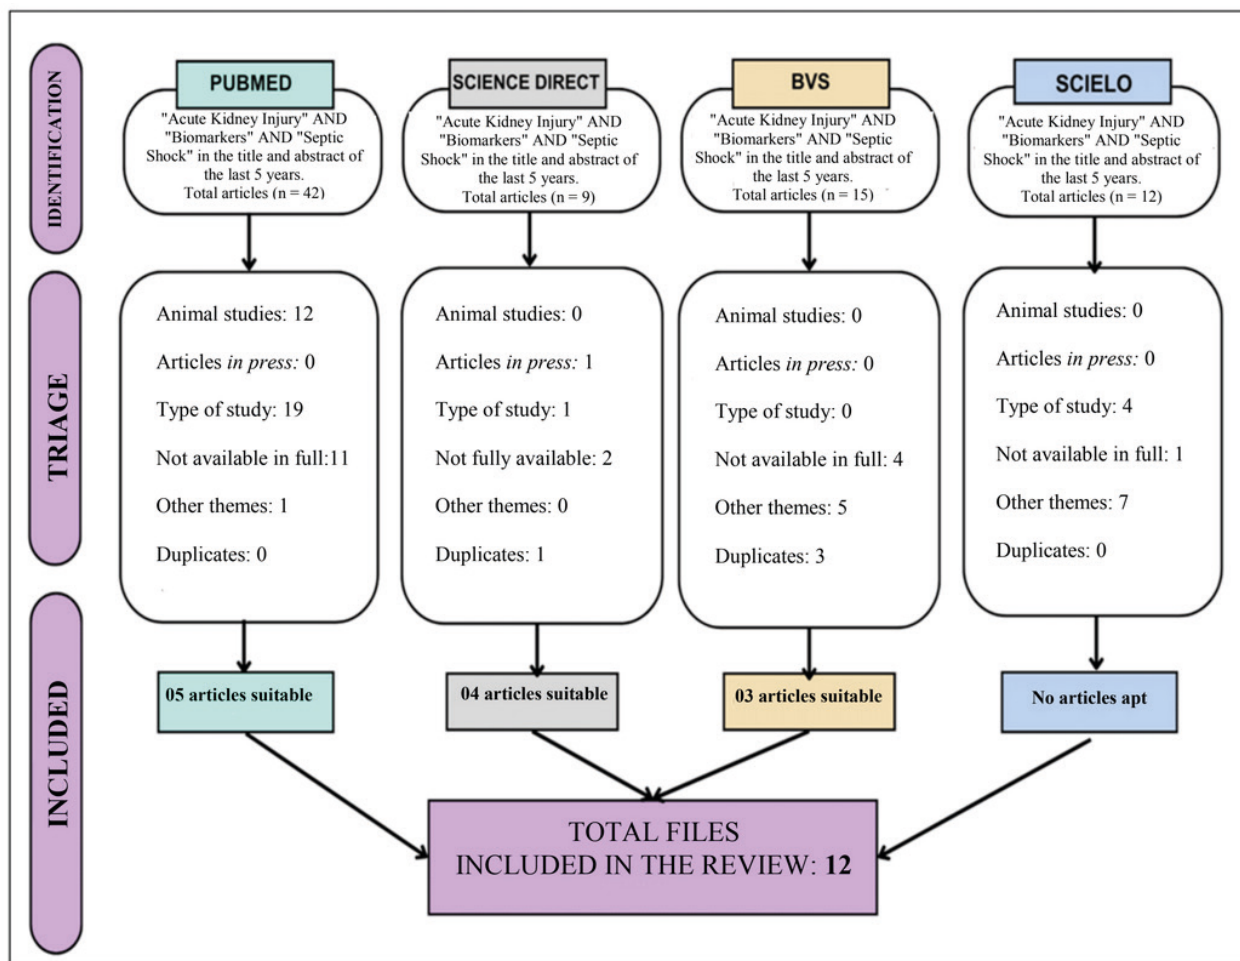 IDENTIFICATION
PUBMED
"Acute Kidney Injury" AND
"Biomarkers" AND "Septic
Shock" in the title and abstract of
the last 5 years.
Total articles (n = 42)
SCIENCE DIRECT
"Acute Kidney Injury" AND
"Biomarkers" AND "Septic
Shock" in the title and abstract of
the last 5 years.
Total articles (n = 9)
BVS
"Acute Kidney Injury" AND
"Biomarkers" AND "Septic
Shock" in the title and abstract of
the last 5 years.
Total articles (n = 15)
SCIELO
"Acute Kidney Injury" AND
"Biomarkers" AND "Septic
Shock" in the title and abstract of
the last 5 years.
Total articles (n = 12)
TRIAGE
Animal studies: 12
Articles in press: 0
Type of study: 19
Not available in full:11
Other themes: 1
Duplicates: 0
Animal studies: 0
Articles in press: 1
Type of study: 1
Not fully available: 2
Other themes: 0
Duplicates: 1
Animal studies: 0
Articles in press: 0
Type of study: 0
Not available in full: 4
Other themes: 5
Duplicates: 3
Animal studies: 0
Articles in press: 0
Type of study: 4
Not available in full: 1
Other themes: 7
Duplicates: 0
INCLUDED
05 articles suitable
04 articles suitable
03 articles suitable
No articles apt
TOTAL FILES
INCLUDED IN THE REVIEW: 12